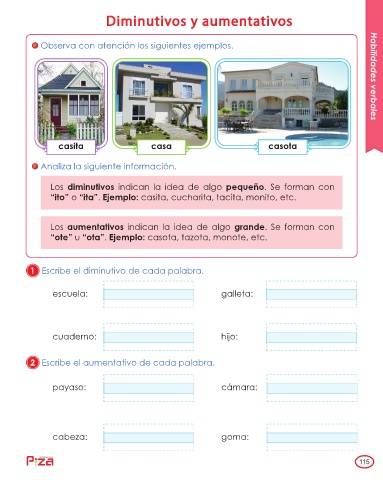 Diminutivos y aumentativos
Habilidades verbales
Observa con atención los siguientes ejemplos.
casita
casa
casota
Analiza la siguiente información.
Los diminutivos indican la idea de algo pequeño. Se forman con
“ito” o “ita”. Ejemplo: casita, cucharita, tacita, monito, etc.
Los aumentativos indican la idea de algo grande. Se forman con
“ote” u “ota”. Ejemplo: casota, tazota, monote, etc.
1 Escribe el diminutivo de cada palabra.
escuela:
galleta:
cuaderno:
hijo:
2 Escribe el aumentativo de cada palabra.
payaso:
cámara:
cabeza:
goma:
Piza
115